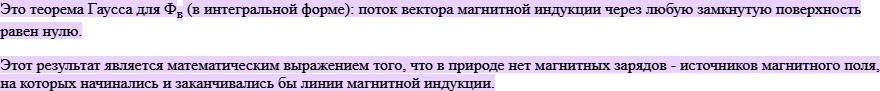 Это теорема Гаусса для Ф_В (в интегральной форме): поток вектора магнитной индукции через любую замкнутую поверхность
равен нулю.
Этот результат является математическим выражением того, что в природе нет магнитных зарядов - источников магнитного поля,
на которых начинались и заканчивались бы линии магнитной индукции.